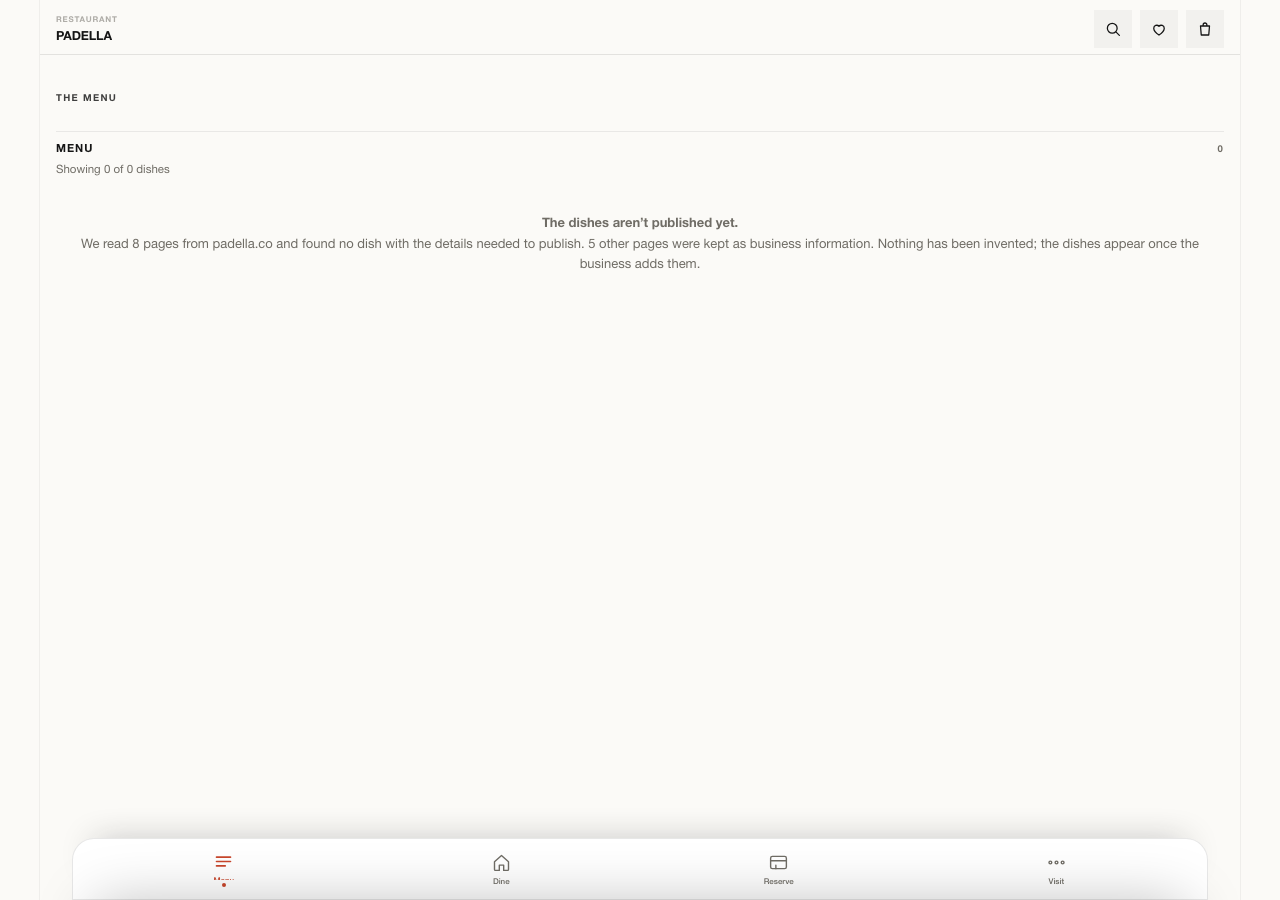 RESTAURANT
PADELLA
THE MENU
MENU
0
Showing 0 of 0 dishes
The dishes aren’t published yet.
We read 8 pages from padella.co and found no dish with the details needed to publish. 5 other pages were kept as business information. Nothing has been invented; the dishes appear once the
business adds them.
Dine
Reserve
Visit